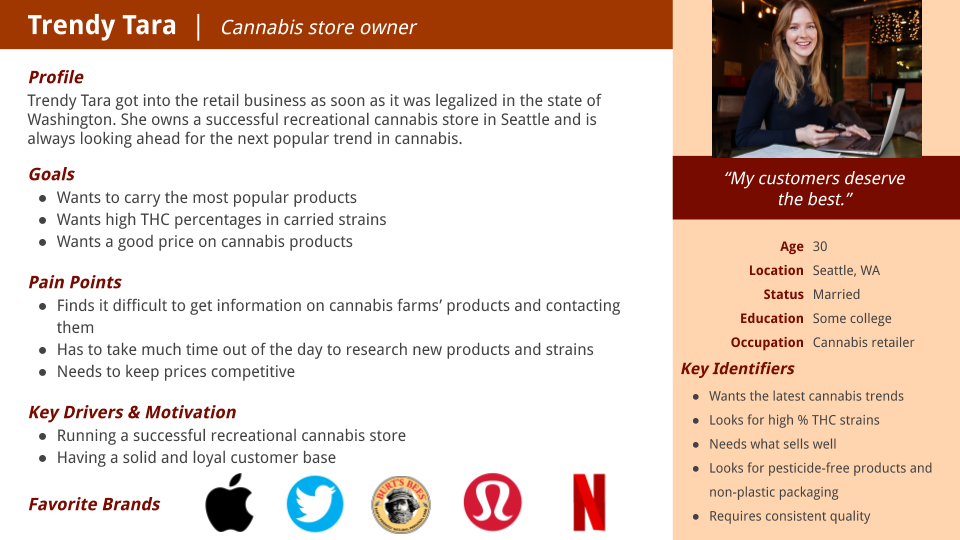 Trendy Tara | Cannabis store owner
Profile
Trendy Tara got into the retail business as soon as it was legalized in the state of
Washington. She owns a successful recreational cannabis store in Seattle and is
always looking ahead for the next popular trend in cannabis.
Goals
● Wants to carry the most popular products
● Wants high THC percentages in carried strains
● Wants a good price on cannabis products
Pain Points
● Finds it difficult to get information on cannabis farms’ products and contacting
them
● Has to take much time out of the day to research new products and strains
● Needs to keep prices competitive
Key Drivers & Motivation
● Running a successful recreational cannabis store
● Having a solid and loyal customer base
Favorite Brands
BURT'S BEES
N
“My customers deserve
the best.”
Age 30
Location Seattle, WA
Status Married
Education Some college
Occupation Cannabis retailer
Key Identifiers
● Wants the latest cannabis trends
● Looks for high % THC strains
● Needs what sells well
● Looks for pesticide-free products and
non-plastic packaging
● Requires consistent quality